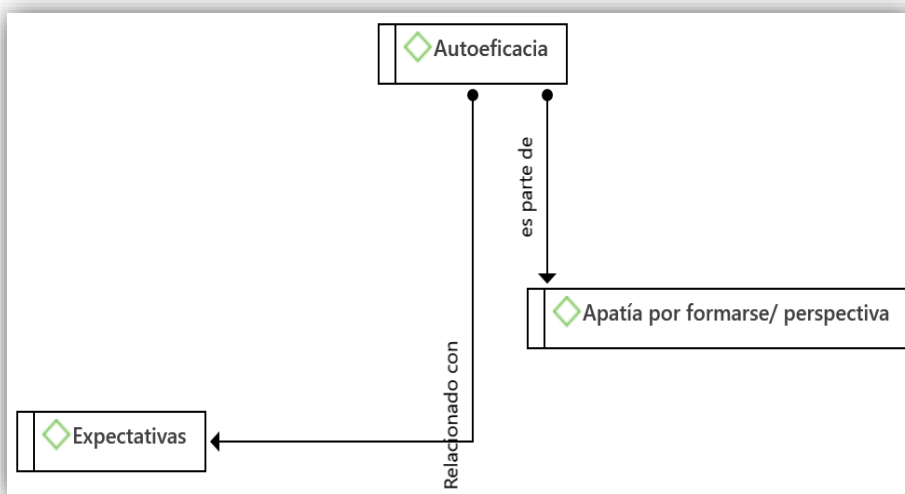 Autoeficacia
es parte de
Apatía por formarse/ perspectiva
Relacionado con
Expectativas